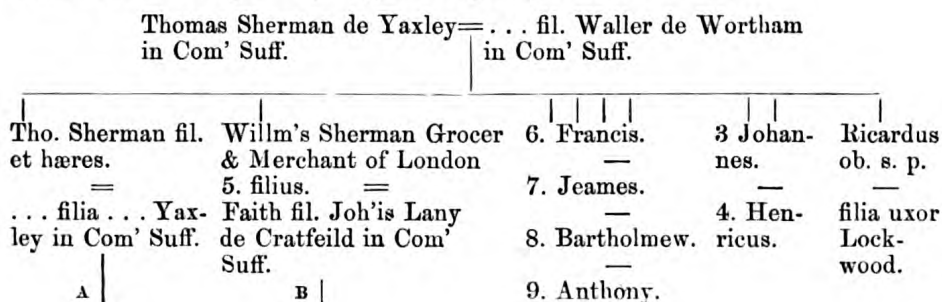 Thomas Sherman de Yaxley= . . . fil. Waller de Wortham
in Com' Suff.
in Com' Suff.
Tho. Sherman fil.
et hæres.
=
. . . filia . . . Yax-
ley in Com' Suff.
A
Willm's Sherman Grocer
& Merchant of London
5. filius. =
Faith fil. Joh'is Lany
de Cratfeild in Com'
Suff.
B
6. Francis.
—
7. Jeames.
—
8. Bartholmew.
—
9. Anthony.
3 Johan-
nes.
—
4. Hen-
ricus.
Ricardus
ob. s. p.
—
filia uxor
Lock-
wood.